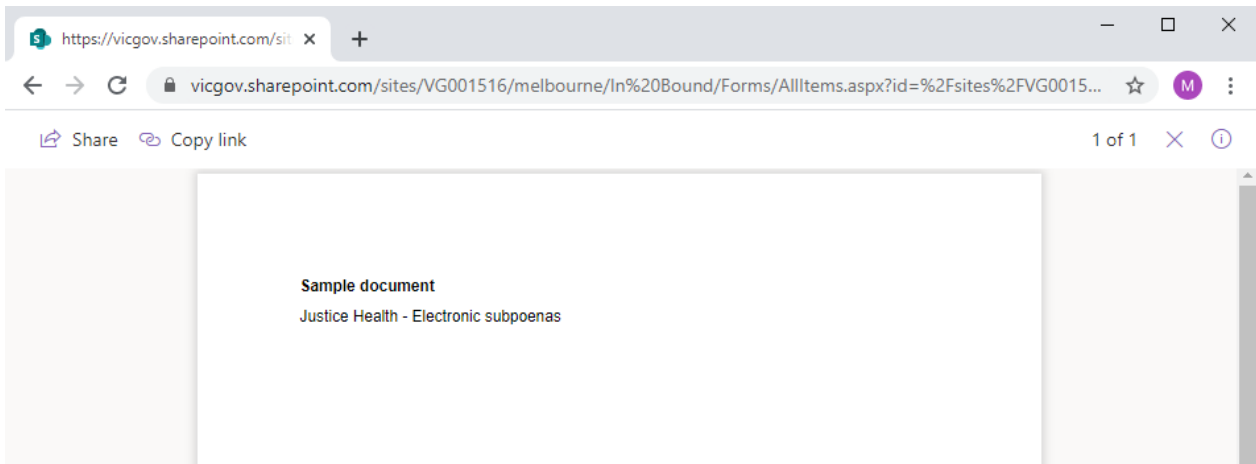 https://vicgov.sharepoint.com/sit
vicgov.sharepoint.com/sites/VG001516/melbourne/In%20Bound/Forms/AllItems.aspx?id=%2Fsites%2FVG0015...
M
Share Copy link 1 of 1
Sample document
Justice Health - Electronic subpoenas